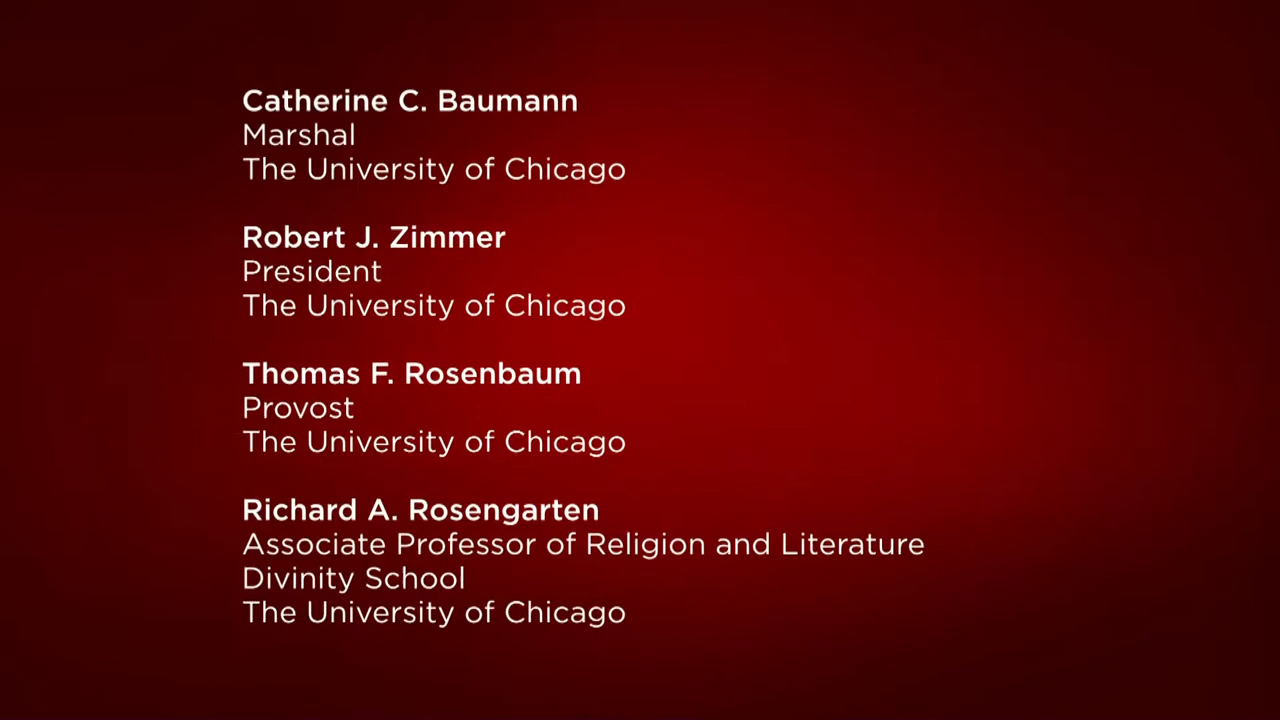 Catherine C. Baumann
Marshal
The University of Chicago
Robert J. Zimmer
President
The University of Chicago
Thomas F. Rosenbaum
Provost
The University of Chicago
Richard A. Rosengarten
Associate Professor of Religion and Literature
Divinity School
The University of Chicago